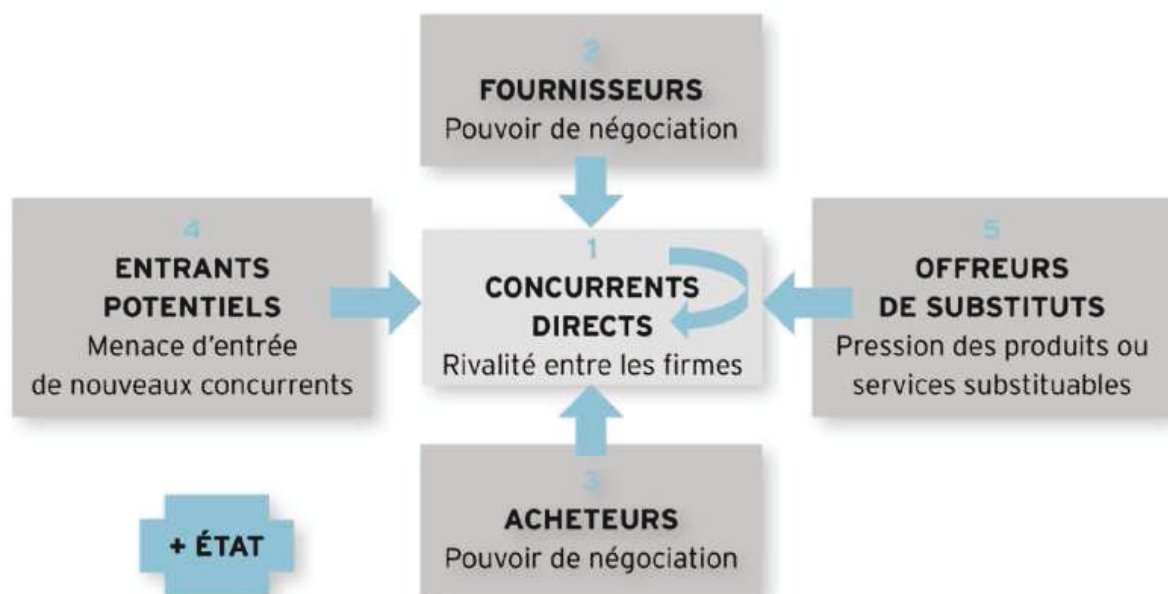 2
FOURNISSEURS
Pouvoir de négociation
4
ENTRANTS
POTENTIELS
Menace d'entrée
de nouveaux concurrents
1
CONCURRENTS
DIRECTS
Rivalité entre les firmes
5
OFFREURS
DE SUBSTITUTS
Pression des produits ou
services substituables
3
ACHETEURS
Pouvoir de négociation
+ ÉTAT